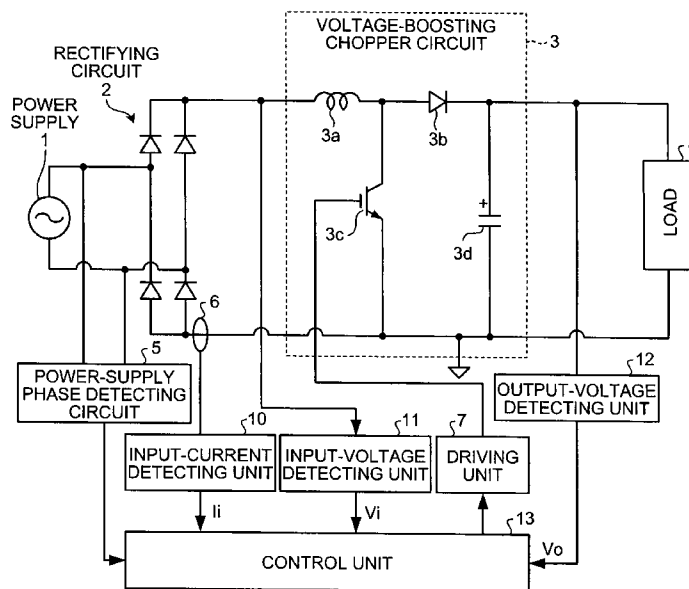 VOLTAGE-BOOSTING
CHOPPER CIRCUIT
3
RECTIFYING
CIRCUIT
2
POWER
SUPPLY
1
3a
3b
3c
+
3d
LOAD
6
5
POWER-SUPPLY
PHASE DETECTING
CIRCUIT
10
INPUT-CURRENT
DETECTING UNIT
11
INPUT-VOLTAGE
DETECTING UNIT
7
DRIVING
UNIT
12
OUTPUT-VOLTAGE
DETECTING UNIT
Ii
Vi
13
Vo
CONTROL UNIT